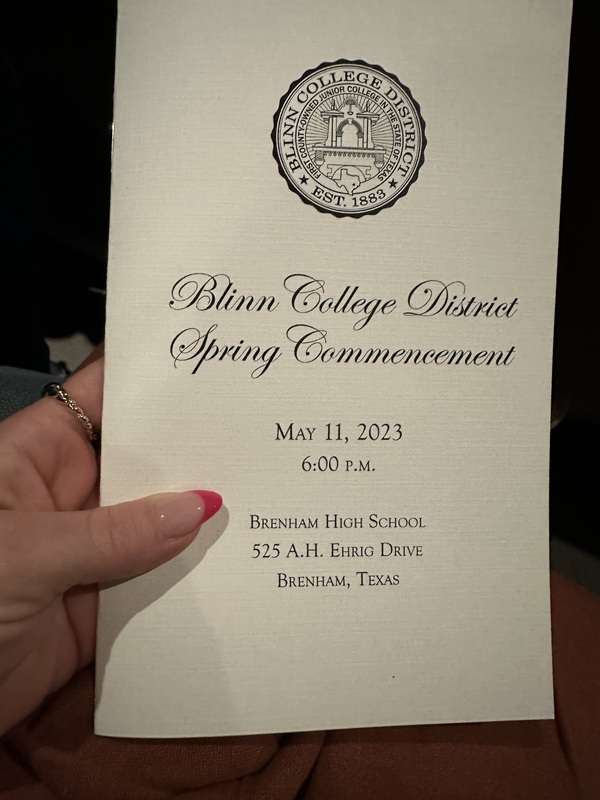 BLINN COLLEGE DISTRICT
FIRST COUNTY-OWNED JUNIOR COLLEGE IN THE STATE OF TEXAS
EST. 1883
Blinn College District
Spring Commencement
May 11, 2023
6:00 p.m.
Brenham High School
525 A.H. Ehrig Drive
Brenham, Texas